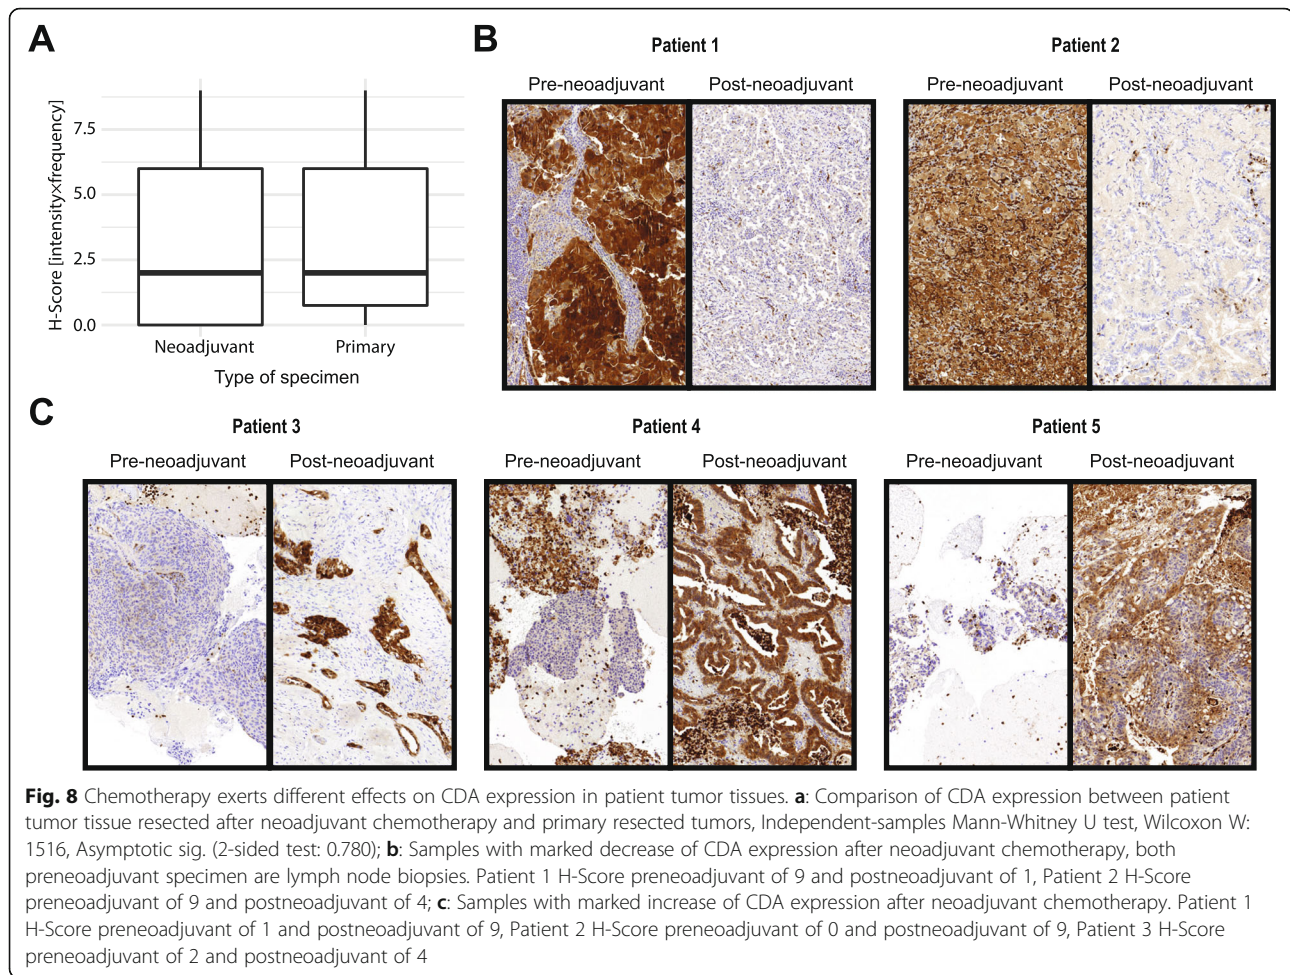 A
H-Score [intensity×frequency]
7.5
5.0
2.5
0.0
Neoadjuvant Primary
Type of specimen
B
Patient 1 Patient 2
Pre-neoadjuvant Post-neoadjuvant Pre-neoadjuvant Post-neoadjuvant
C
Patient 3 Patient 4 Patient 5
Pre-neoadjuvant Post-neoadjuvant Pre-neoadjuvant Post-neoadjuvant Pre-neoadjuvant Post-neoadjuvant
Fig. 8 Chemotherapy exerts different effects on CDA expression in patient tumor tissues. a: Comparison of CDA expression between patient
tumor tissue resected after neoadjuvant chemotherapy and primary resected tumors, Independent-samples Mann-Whitney U test, Wilcoxon W:
1516, Asymptotic sig. (2-sided test: 0.780); b: Samples with marked decrease of CDA expression after neoadjuvant chemotherapy, both
preneoadjuvant specimen are lymph node biopsies. Patient 1 H-Score preneoadjuvant of 9 and postneoadjuvant of 1, Patient 2 H-Score
preneoadjuvant of 9 and postneoadjuvant of 4; c: Samples with marked increase of CDA expression after neoadjuvant chemotherapy. Patient 1
H-Score preneoadjuvant of 1 and postneoadjuvant of 9, Patient 2 H-Score preneoadjuvant of 0 and postneoadjuvant of 9, Patient 3 H-Score
preneoadjuvant of 2 and postneoadjuvant of 4